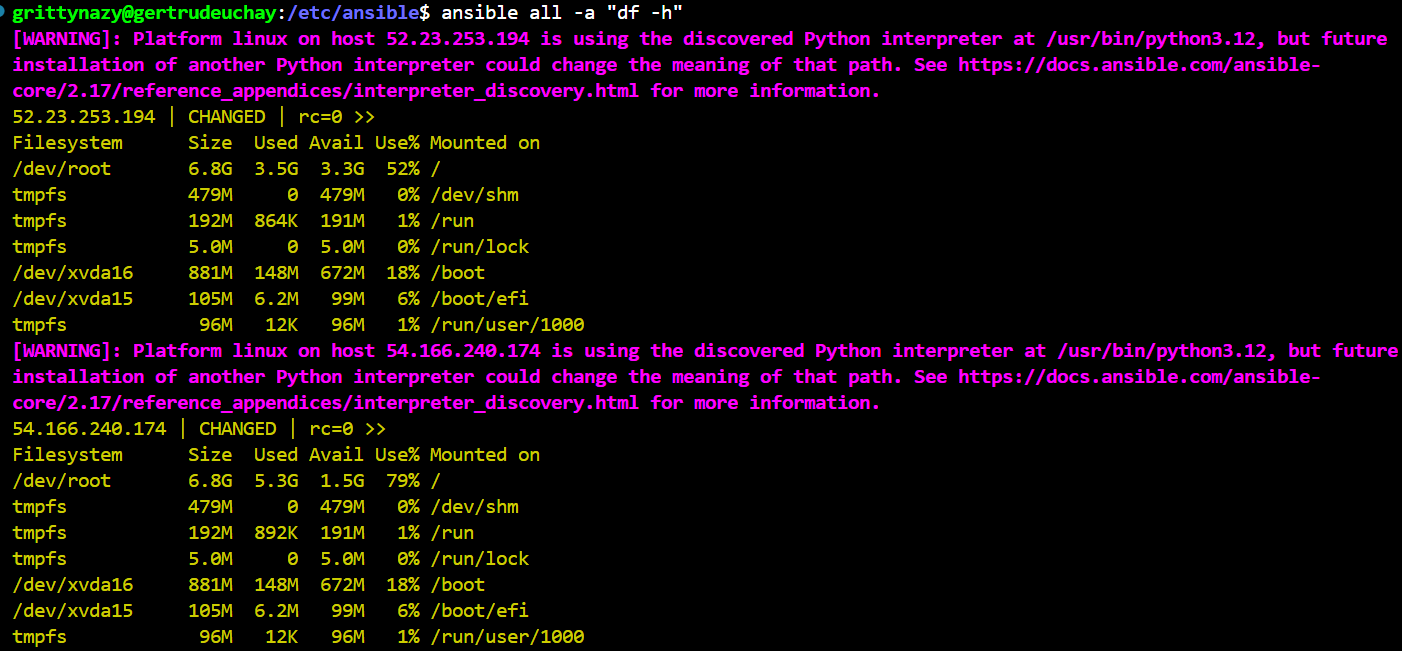 grittynazy@gertrudeuchay:/etc/ansible$ ansible all -a "df -h"
[WARNING]: Platform linux on host 52.23.253.194 is using the discovered Python interpreter at /usr/bin/python3.12, but future
installation of another Python interpreter could change the meaning of that path. See https://docs.ansible.com/ansible-
core/2.17/reference_appendices/interpreter_discovery.html for more information.
52.23.253.194 | CHANGED | rc=0 >>
Filesystem      Size  Used Avail Use% Mounted on
/dev/root       6.8G  3.5G  3.3G  52% /
tmpfs           479M     0  479M   0% /dev/shm
tmpfs           192M  864K  191M   1% /run
tmpfs           5.0M     0  5.0M   0% /run/lock
/dev/xvda16     881M  148M  672M  18% /boot
/dev/xvda15     105M  6.2M   99M   6% /boot/efi
tmpfs            96M   12K   96M   1% /run/user/1000
[WARNING]: Platform linux on host 54.166.240.174 is using the discovered Python interpreter at /usr/bin/python3.12, but future
installation of another Python interpreter could change the meaning of that path. See https://docs.ansible.com/ansible-
core/2.17/reference_appendices/interpreter_discovery.html for more information.
54.166.240.174 | CHANGED | rc=0 >>
Filesystem      Size  Used Avail Use% Mounted on
/dev/root       6.8G  5.3G  1.5G  79% /
tmpfs           479M     0  479M   0% /dev/shm
tmpfs           192M  892K  191M   1% /run
tmpfs           5.0M     0  5.0M   0% /run/lock
/dev/xvda16     881M  148M  672M  18% /boot
/dev/xvda15     105M  6.2M   99M   6% /boot/efi
tmpfs            96M   12K   96M   1% /run/user/1000